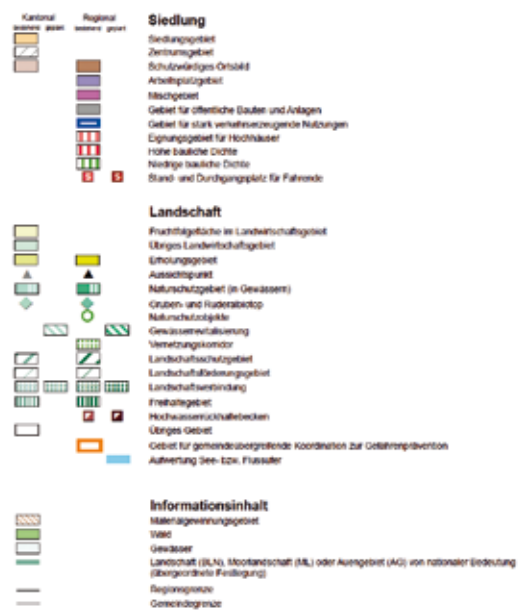 Kantonal Regional
bestehend geplant bestehend geplant
Siedlung
Siedlungsgebiet
Zentrumsgebiet
Schutzwürdiges Ortsbild
Arbeitsplatzgebiet
Mischgebiet
Gebiet für öffentliche Bauten und Anlagen
Gebiet für stark verkehrserzeugende Nutzungen
Eignungsgebiet für Hochhäuser
Hohe bauliche Dichte
Niedrige bauliche Dichte
S S Stand- und Durchgangsplatz für Fahrende
Landschaft
Fruchtfolgefläche im Landwirtschaftsgebiet
Übriges Landwirtschaftsgebiet
Erholungsgebiet
Aussichtspunkt
Naturschutzgebiet (in Gewässern)
Gruben- und Ruderalbiotop
Naturschutzobjekte
Gewässerrevitalisierung
Vernetzungskorridor
Landschaftsschutzgebiet
Landschaftsförderungsgebiet
Landschaftsverbindung
Freihaltegebiet
Hochwasserrückhaltebecken
Übriges Gebiet
Gebiet für gemeindeübergreifende Koordination zur Gefahrenprävention
Aufwertung See- bzw. Flussufer
Informationsinhalt
Materialgewinnungsgebiet
Wald
Gewässer
Landschaft (BLN), Moorlandschaft (ML) oder Auengebiet (AG) von nationaler Bedeutung
(übergeordnete Festlegung)
Regionsgrenze
Gemeindegrenze